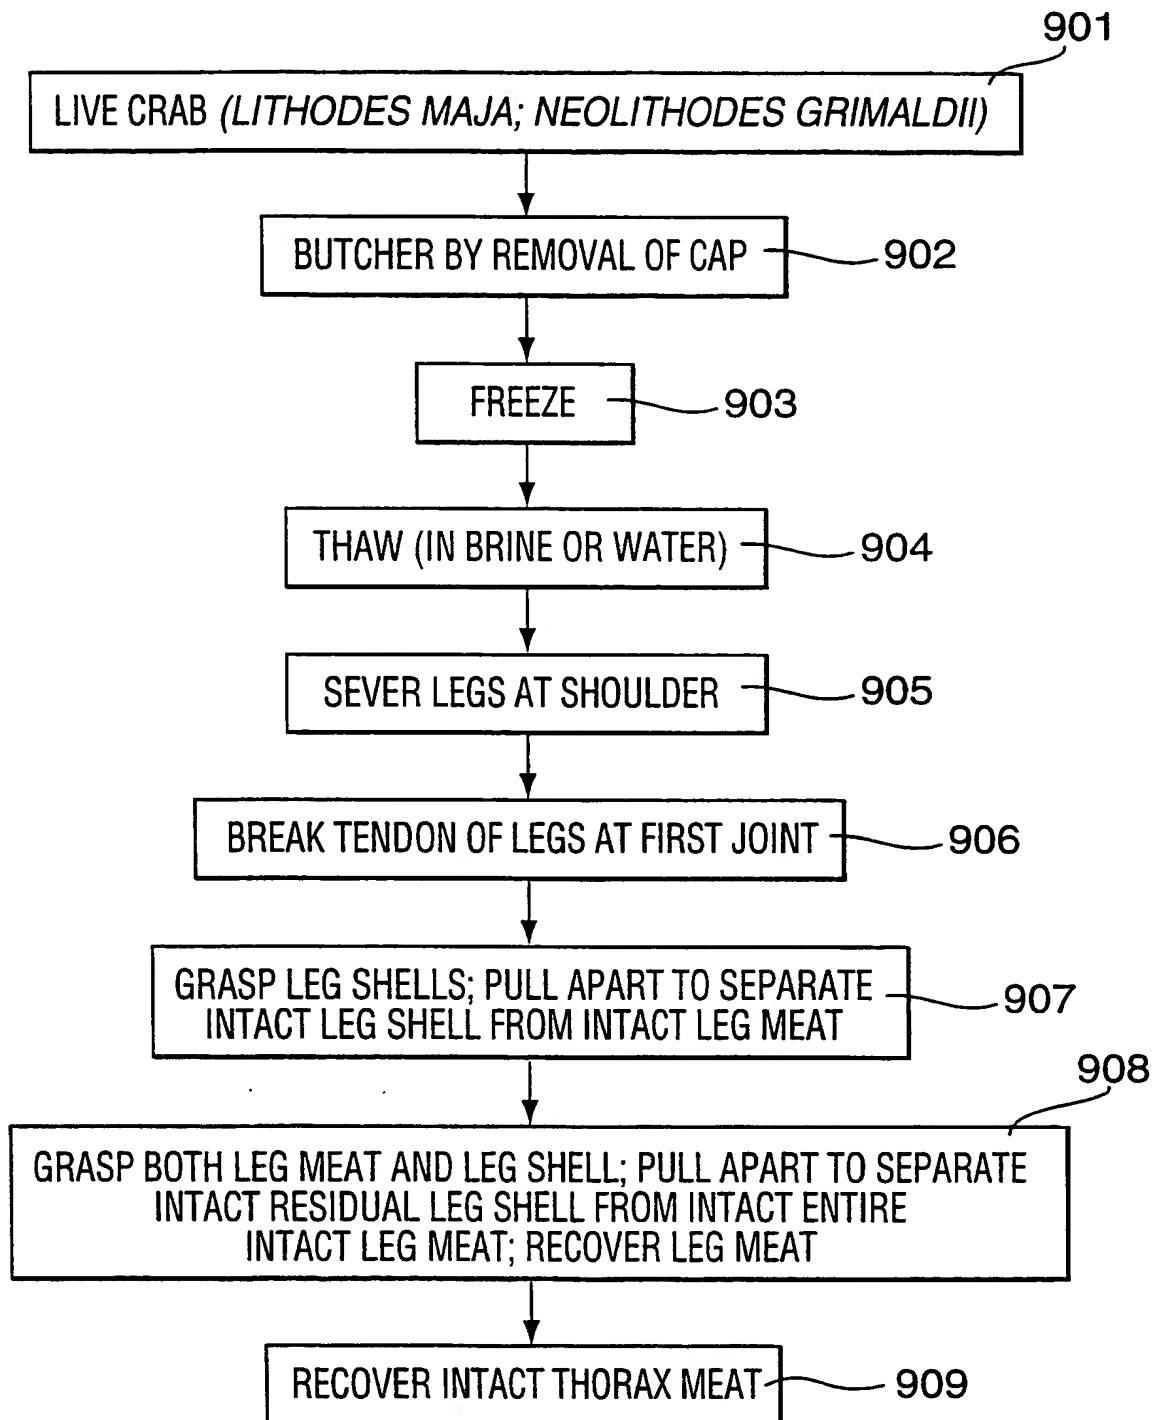 901
LIVE CRAB (LITHODES MAJA; NEOLITHODES GRIMALDII)
BUTCHER BY REMOVAL OF CAP
902
FREEZE
903
THAW (IN BRINE OR WATER)
904
SEVER LEGS AT SHOULDER
905
BREAK TENDON OF LEGS AT FIRST JOINT
906
GRASP LEG SHELLS; PULL APART TO SEPARATE
INTACT LEG SHELL FROM INTACT LEG MEAT
907
908
GRASP BOTH LEG MEAT AND LEG SHELL; PULL APART TO SEPARATE
INTACT RESIDUAL LEG SHELL FROM INTACT ENTIRE
INTACT LEG MEAT; RECOVER LEG MEAT
RECOVER INTACT THORAX MEAT
909